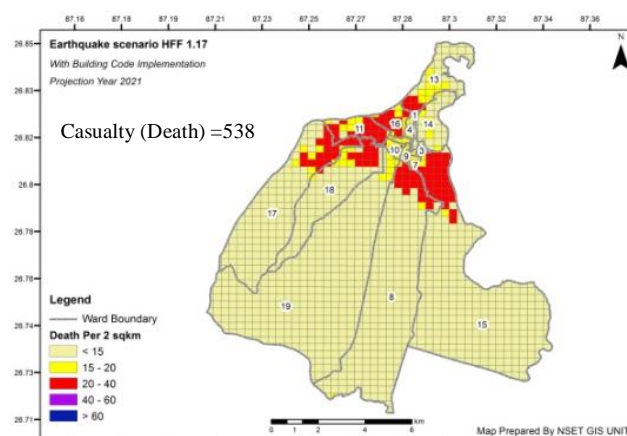 87.16 87.18 87.2 87.21 87.23 87.25 87.26 87.28 87.3 87.31 87.33 87.34 87.36
Earthquake scenario HFF 1.17
With Building Code Implementation
Projection Year 2021
N
Casualty (Death) =538
26.85
26.83
26.82
26.8
26.78
26.76
26.74
26.73
26.71
13
1
16
4
14
11
10
9
3
7
18
17
19
8
15
Legend
Ward Boundary
Death Per 2 sqkm
< 15
15 - 20
20 - 40
40 - 60
> 60
0 1 2 4 6
km
Map Prepared By NSET GIS UNIT